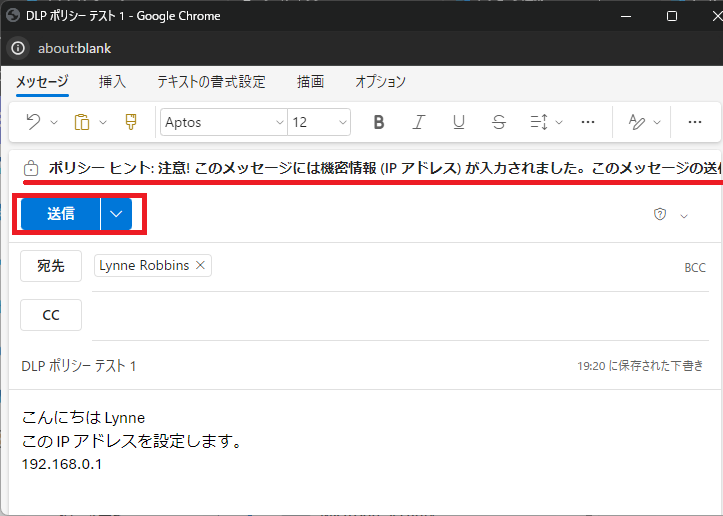 DLP ポリシー テスト 1 - Google Chrome
about:blank
メッセージ 挿入 テキストの書式設定 描画 オプション
Aptos 12 B I U S
ポリシー ヒント: 注意! このメッセージには機密情報 (IP アドレス) が入力されました。このメッセージの送信
送信
宛先 Lynne Robbins BCC
CC
DLP ポリシー テスト 1 19:20 に保存された下書き
こんにちは Lynne
この IP アドレスを設定します。
192.168.0.1